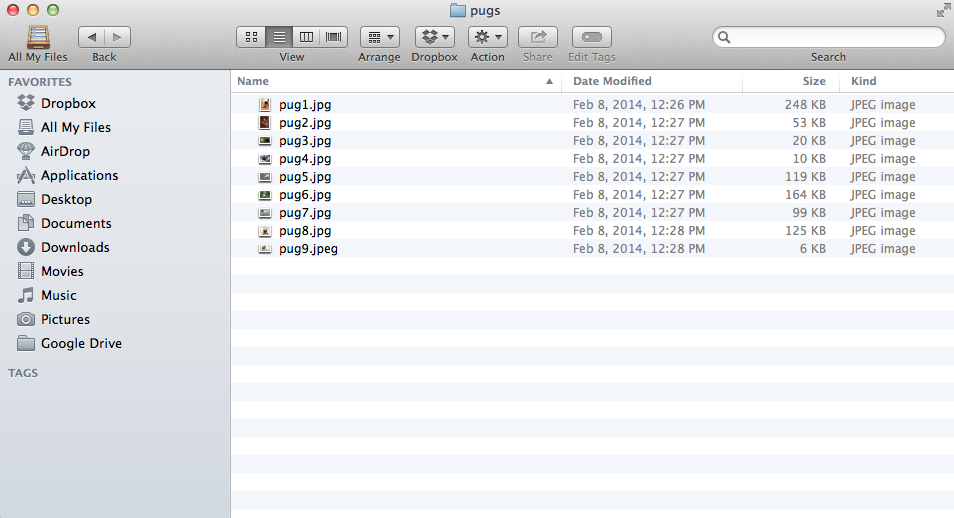 pugs
All My Files
Back
View
Arrange
Dropbox
Action
Share
Edit Tags
Search
FAVORITES
Dropbox
All My Files
AirDrop
Applications
Desktop
Documents
Downloads
Movies
Music
Pictures
Google Drive
TAGS
Name Date Modified Size Kind
pug1.jpg Feb 8, 2014, 12:26 PM 248 KB JPEG image
pug2.jpg Feb 8, 2014, 12:27 PM 53 KB JPEG image
pug3.jpg Feb 8, 2014, 12:27 PM 20 KB JPEG image
pug4.jpg Feb 8, 2014, 12:27 PM 10 KB JPEG image
pug5.jpg Feb 8, 2014, 12:27 PM 119 KB JPEG image
pug6.jpg Feb 8, 2014, 12:27 PM 164 KB JPEG image
pug7.jpg Feb 8, 2014, 12:27 PM 99 KB JPEG image
pug8.jpg Feb 8, 2014, 12:28 PM 125 KB JPEG image
pug9.jpeg Feb 8, 2014, 12:28 PM 6 KB JPEG image